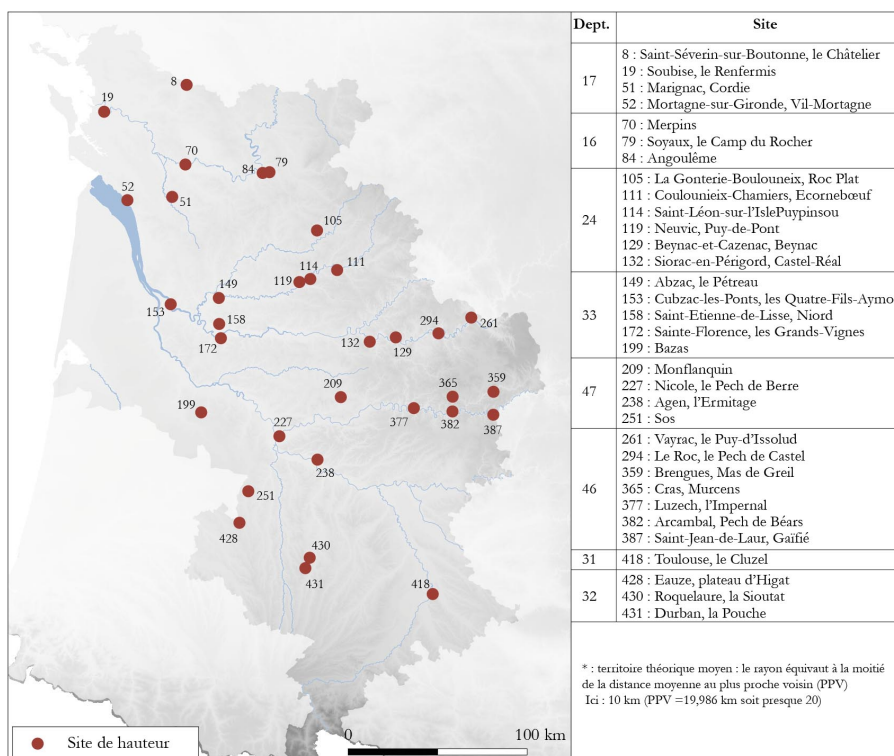 8
19
70
84
79
52
51
105
114
111
119
149
153
158
294
261
172
132
129
209
365
359
199
377
382
387
227
238
251
428
430
431
418
Site de hauteur
0
100 km
Dept.
Site
17
8 : Saint-Séverin-sur-Boutonne, le Châtelier
19 : Soubise, le Renfermis
51 : Marignac, Cordie
52 : Mortagne-sur-Gironde, Vil-Mortagne
16
70 : Merpins
79 : Soyaux, le Camp du Rocher
84 : Angoulême
24
105 : La Gonterie-Boulouneix, Roc Plat
111 : Coulounieix-Chamiers, Ecornebœuf
114 : Saint-Léon-sur-l'IslePuypinsou
119 : Neuvic, Puy-de-Pont
129 : Beynac-et-Cazenac, Beynac
132 : Siorac-en-Périgord, Castel-Réal
33
149 : Abzac, le Pétreau
153 : Cubzac-les-Ponts, les Quatre-Fils-Aymo
158 : Saint-Etienne-de-Lisse, Niord
172 : Sainte-Florence, les Grands-Vignes
199 : Bazas
47
209 : Monflanquin
227 : Nicole, le Pech de Berre
238 : Agen, l'Ermitage
251 : Sos
46
261 : Vayrac, le Puy-d'Issolud
294 : Le Roc, le Pech de Castel
359 : Brengues, Mas de Greil
365 : Cras, Murcens
377 : Luzech, l'Impernal
382 : Arcambal, Pech de Béars
387 : Saint-Jean-de-Laur, Gaïfié
31
418 : Toulouse, le Cluzel
32
428 : Eauze, plateau d'Higat
430 : Roquelaure, la Sioutat
431 : Durban, la Pouche
* : territoire théorique moyen : le rayon équivaut à la moitié
de la distance moyenne au plus proche voisin (PPV)
Ici : 10 km (PPV =19,986 km soit presque 20)